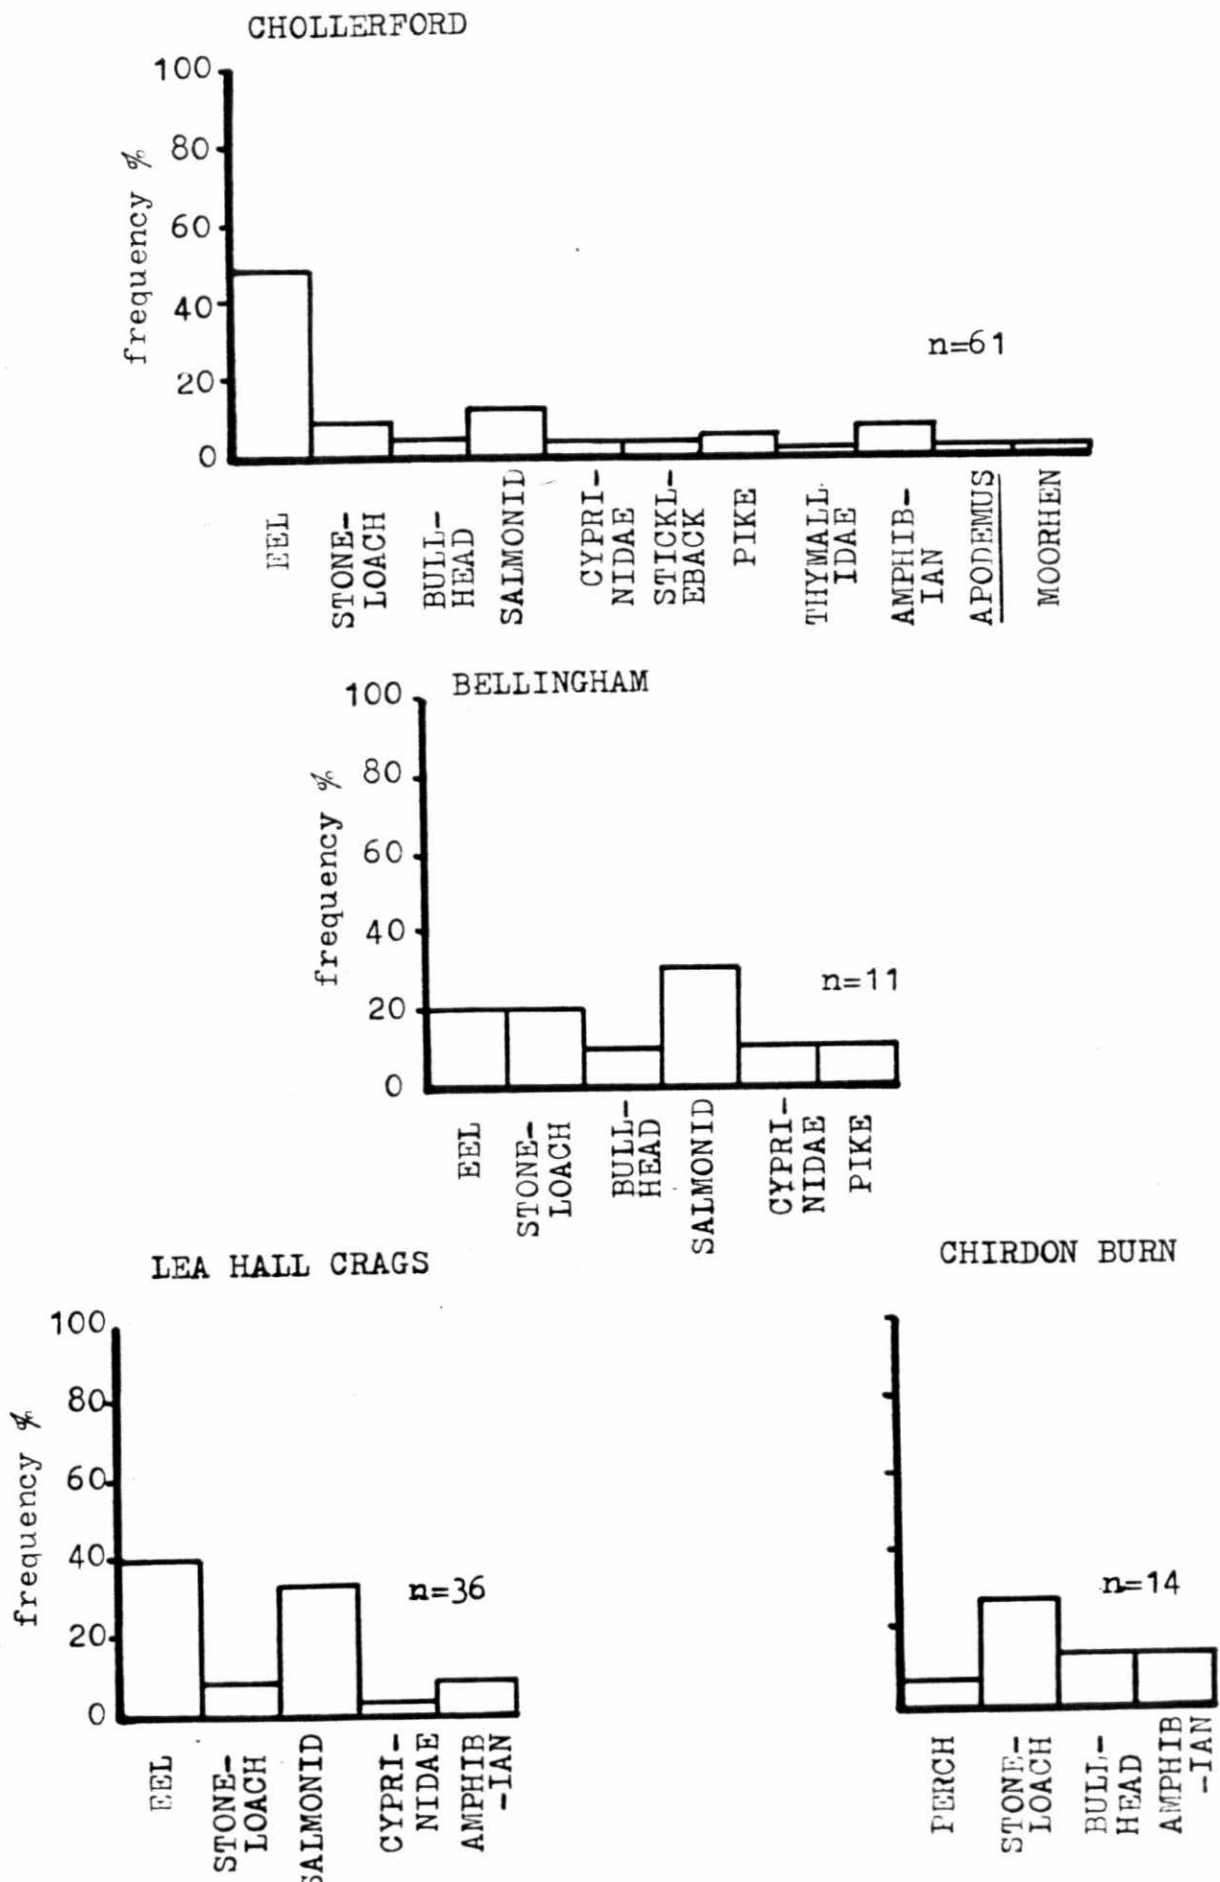 CHOLLERFORD
100
80
60
40
20
0
frequency %
n=61
EEL
STONE-
LOACH
BULL-
HEAD
SALMONID
CYPRI-
NIDAE
STICKL-
EBACK
PIKE
THYMALL
IDAE
AMPHIB-
IAN
APODEMUS
MOORHEN
BELLINGHAM
100
80
60
40
20
0
frequency %
n=11
EEL
STONE-
LOACH
BULL-
HEAD
SALMONID
CYPRI-
NIDAE
PIKE
LEA HALL CRAGS
100
80
60
40
20
0
frequency %
n=36
EEL
STONE-
LOACH
SALMONID
CYPRI-
NIDAE
AMPHIB
-IAN
CHIRDON BURN
n=14
PERCH
STONE-
LOACH
BULL-
HEAD
AMPHIB
-IAN